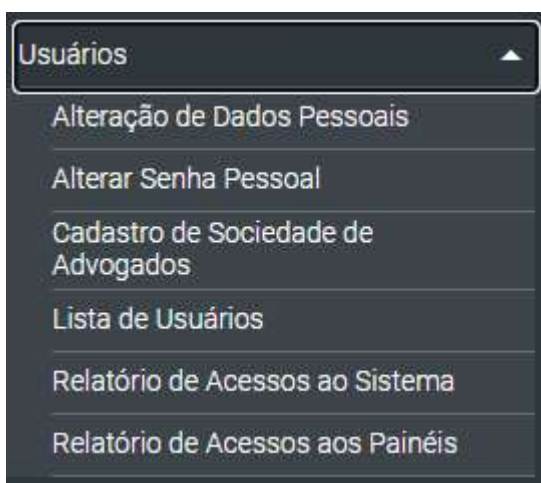 Usuários
Alteração de Dados Pessoais
Alterar Senha Pessoal
Cadastro de Sociedade de
Advogados
Lista de Usuários
Relatório de Acessos ao Sistema
Relatório de Acessos aos Painéis